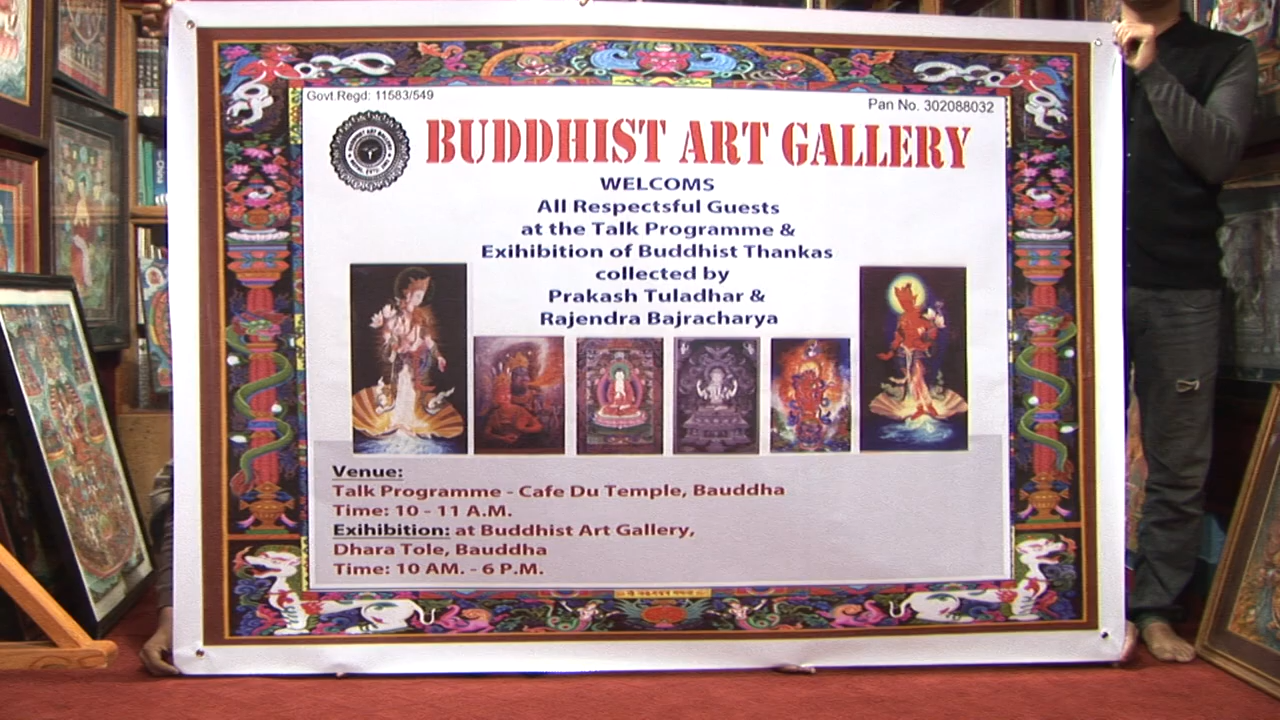 Govt.Regd: 11583/549
Pan No. 302088032
BUDDHIST ART GALLERY
WELCOMS
All Respectsful Guests
at the Talk Programme &
Exihibition of Buddhist Thankas
collected by
Prakash Tuladhar &
Rajendra Bajracharya
Venue:
Talk Programme - Cafe Du Temple, Bauddha
Time: 10 - 11 A.M.
Exihibition: at Buddhist Art Gallery,
Dhara Tole, Bauddha
Time: 10 AM. - 6 P.M.
China